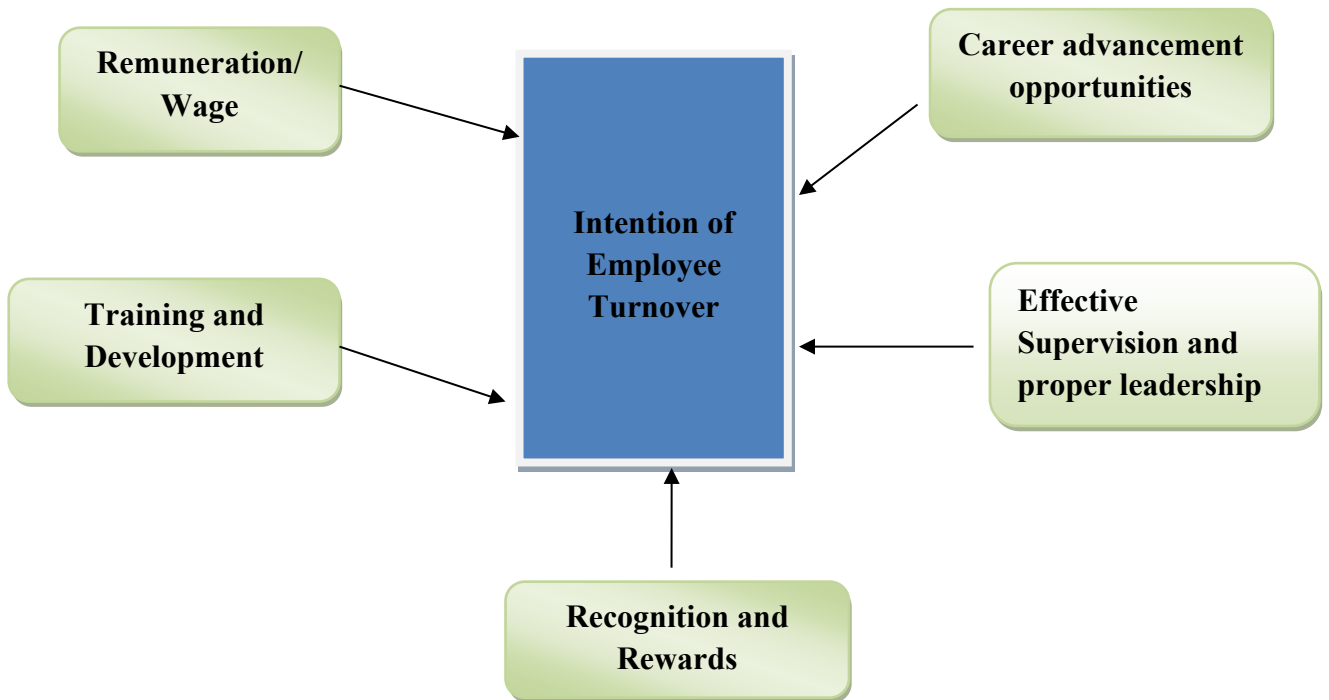 Remuneration/
Wage
Career advancement
opportunities
Intention of
Employee
Turnover
Training and
Development
Effective
Supervision and
proper leadership
Recognition and
Rewards